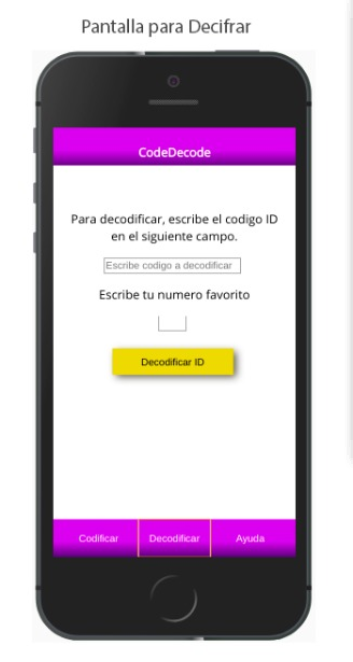 Pantalla para Decifrar
CodeDecode
Para decodificar, escribe el codigo ID
en el siguiente campo.
Escribe codigo a decodificar
Escribe tu numero favorito
Decodificar ID
Codificar Decodificar Ayuda